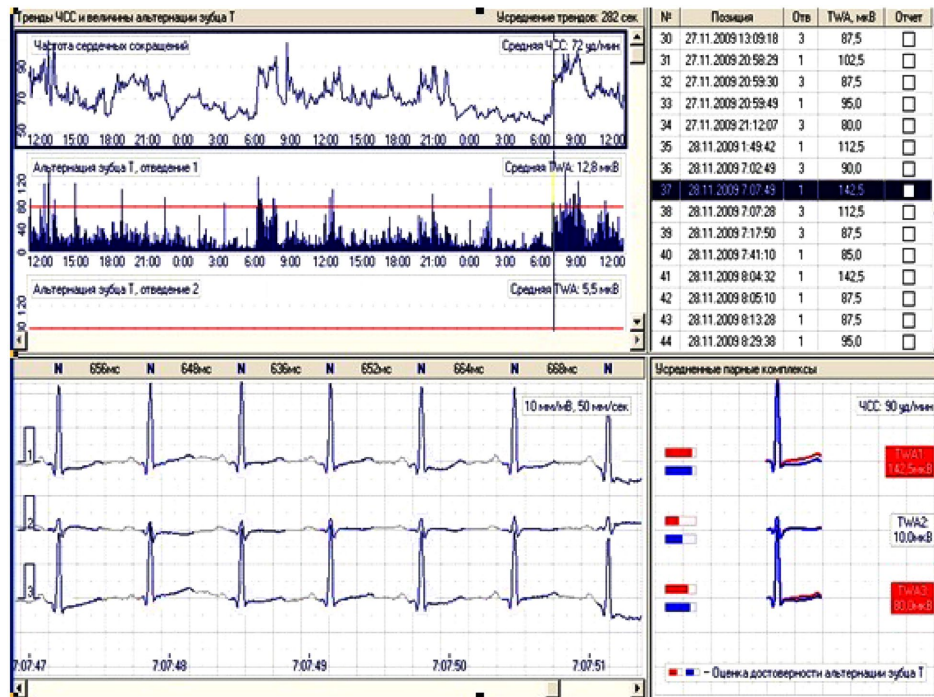 Тренды ЧСС и величины альтернации зубца Т Усреднение трендов: 282 сек
Частота сердечных сокращений Средняя ЧСС: 72 уд/мин
90
70
50
12:00 15:00 18:00 21:00 0:00 3:00 6:00 9:00 12:00 15:00 18:00 21:00 0:00 3:00 6:00 9:00 12:00
Альтернация зубца Т, отведение 1 Средняя TWA: 12,8 мкВ
120
80
40
0
12:00 15:00 18:00 21:00 0:00 3:00 6:00 9:00 12:00 15:00 18:00 21:00 0:00 3:00 6:00 9:00 12:00
Альтернация зубца Т, отведение 2 Средняя TWA: 5,5 мкВ
120
№ Позиция Отв TWA, мкВ Отчет
30 27.11.2009 13:09:18 3 87,5
31 27.11.2009 20:58:29 1 102,5
32 27.11.2009 20:59:30 3 87,5
33 27.11.2009 20:59:49 1 95,0
34 27.11.2009 21:12:07 3 80,0
35 28.11.2009 1:49:42 1 112,5
36 28.11.2009 7:02:49 3 90,0
37 28.11.2009 7:07:49 1 142,5
38 28.11.2009 7:07:28 3 112,5
39 28.11.2009 7:17:50 3 87,5
40 28.11.2009 7:41:10 1 85,0
41 28.11.2009 8:04:32 1 142,5
42 28.11.2009 8:05:10 1 87,5
43 28.11.2009 8:13:28 1 87,5
44 28.11.2009 8:29:38 1 95,0
N 656мс N 648мс N 636мс N 652мс N 664мс N 668мс N
10 мм/мВ, 50 мм/сек
1
2
3
7:07:47 7:07:48 7:07:49 7:07:50 7:07:51
Усредненные парные комплексы
ЧСС: 90 уд/мин
TWA1
142,5мкВ
TWA2:
10,0мкВ
TWA3:
80,0мкВ
– Оценка достоверности альтернации зубца Т